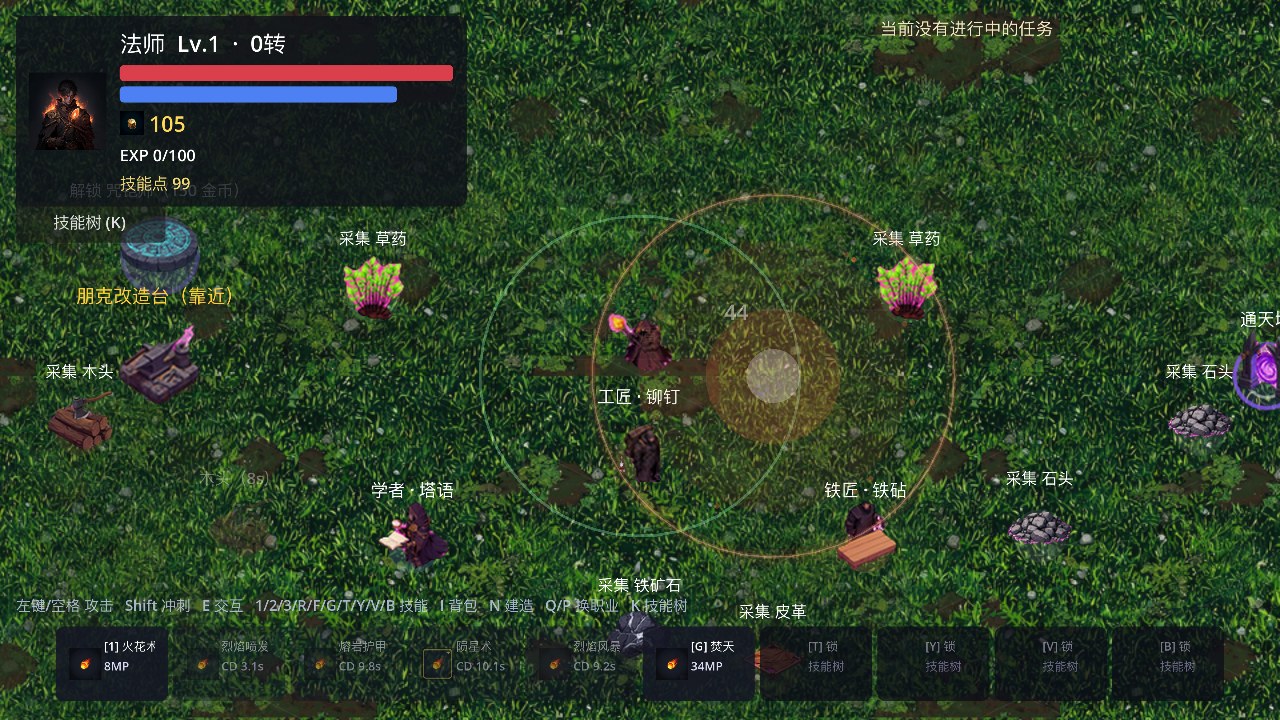 法师 Lv.1 · 0转
当前没有进行中的任务
105
EXP 0/100
技能点 99
技能树 (K)
采集 草药
采集 草药
朋克改造台（靠近）
44
采集 木头
采集 石头
工匠 · 铆钉
木头（8s）
学者 · 塔语
铁匠 · 铁砧
采集 石头
采集 铁矿石
左键/空格 攻击 Shift 冲刺 E 交互 1/2/3/R/F/G/T/Y/V/B 技能 I 背包 N 建造 Q/P 换职业 K 技能树
采集 皮革
[1] 火花术
8MP
烈焰喷发
CD 3.1s
熔岩护甲
CD 9.8s
陨星术
CD 10.1s
烈焰风暴
CD 9.2s
[G] 焚天
34MP
[T] 锁
技能树
[Y] 锁
技能树
[V] 锁
技能树
[B] 锁
技能树